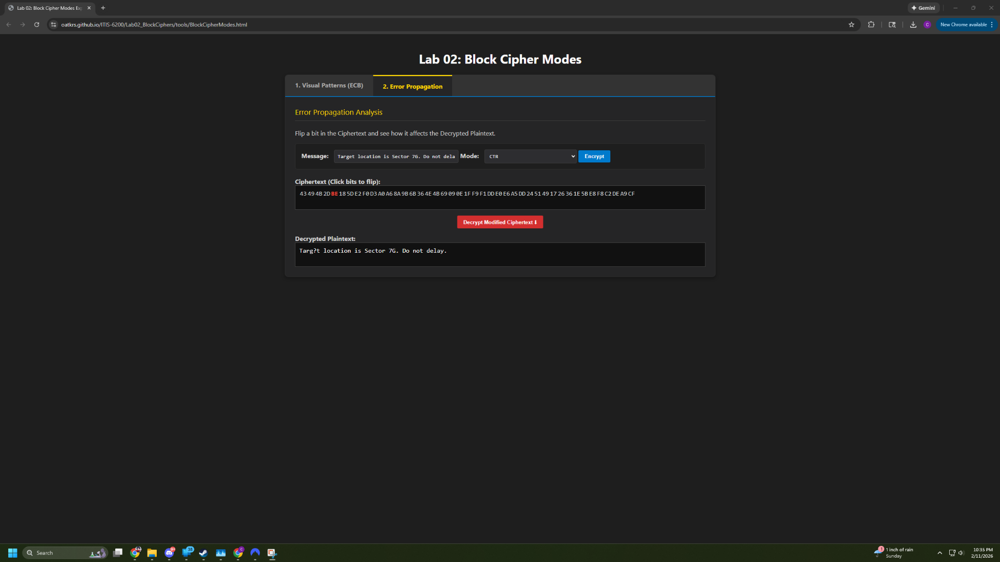 Lab 02: Block Cipher Modes Exp
Gemini
oatkrs.github.io/ITIS-6200/Lab02_BlockCiphers/tools/BlockCipherModes.html
C
New Chrome available
Lab 02: Block Cipher Modes
1. Visual Patterns (ECB)
2. Error Propagation
Error Propagation Analysis
Flip a bit in the Ciphertext and see how it affects the Decrypted Plaintext.
Message: Target location is Sector 7G. Do not dela Mode: CTR Encrypt
Ciphertext (Click bits to flip):
43 49 4B 2D BE 18 5D E2 F0 D3 A0 A6 8A 9B 6B 36 4E 4B 69 09 0E 1F F9 F1 DD E0 E6 A5 DD 24 51 49 17 26 36 1E 5B E8 F8 C2 DE A9 CF
Decrypt Modified Ciphertext ⬇
Decrypted Plaintext:
Targ?t location is Sector 7G. Do not delay.
Search
9+
38
C
1
1 inch of rain
Sunday
10:35 PM
2/11/2026